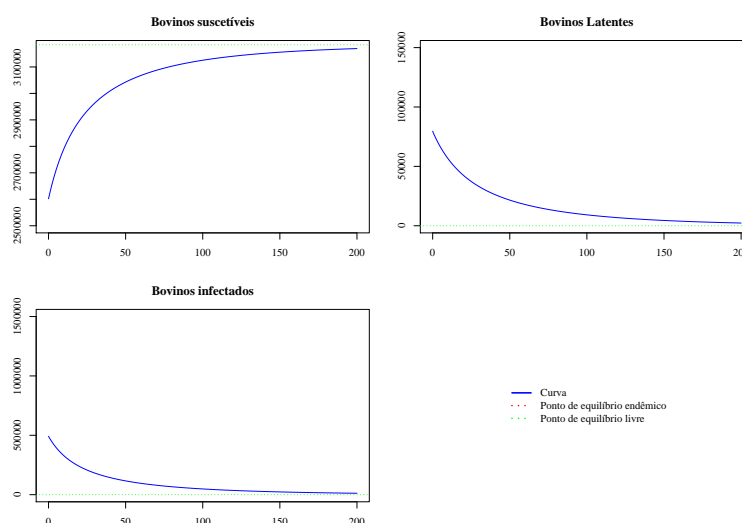 Bovinos suscetíveis
2500000 2700000 2900000 3100000
0 50 100 150 200
Bovinos Latentes
0 50000 100000 150000
0 50 100 150 200
Bovinos infectados
0 500000 1000000 1500000
0 50 100 150 200
Curva
Ponto de equilíbrio endêmico
Ponto de equilíbrio livre